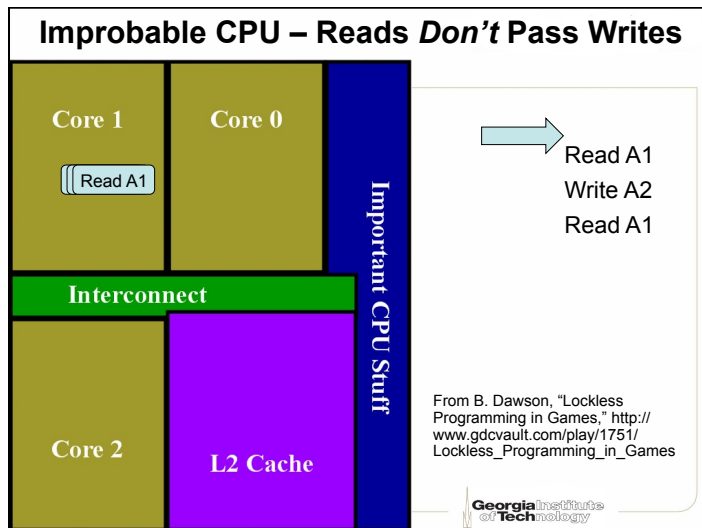 Improbable CPU – Reads Don't Pass Writes
Core 1
Core 0
Read A1
Important CPU Stuff
Interconnect
Core 2
L2 Cache
Read A1
Write A2
Read A1
From B. Dawson, “Lockless
Programming in Games,” http://
www.gdcvault.com/play/1751/
Lockless_Programming_in_Games
Georgia Institute
of Technology